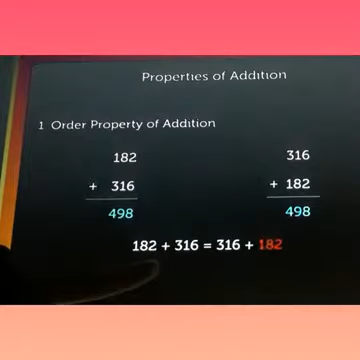 Properties of Addition
1 Order Property of Addition
182 316
+ 316 + 182
498 498
182 + 316 = 316 + 182